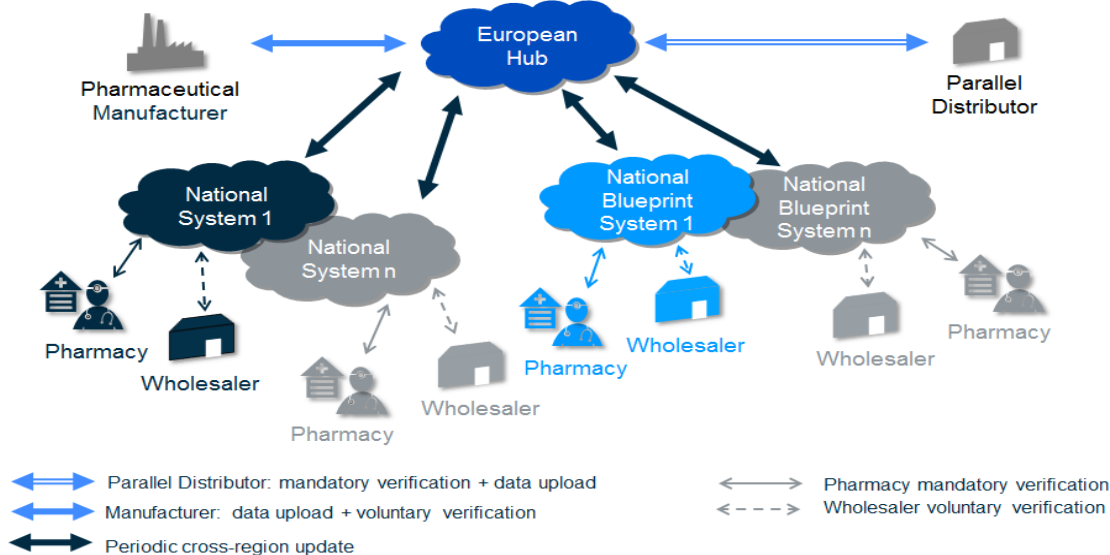 European
Hub
Pharmaceutical
Manufacturer
Parallel
Distributor
National
System 1
National
System n
National
Blueprint
System 1
National
Blueprint
System n
Pharmacy
Wholesaler
Pharmacy
Wholesaler
Pharmacy
Wholesaler
Wholesaler
Pharmacy
Parallel Distributor: mandatory verification + data upload
Manufacturer: data upload + voluntary verification
Periodic cross-region update
Pharmacy mandatory verification
Wholesaler voluntary verification